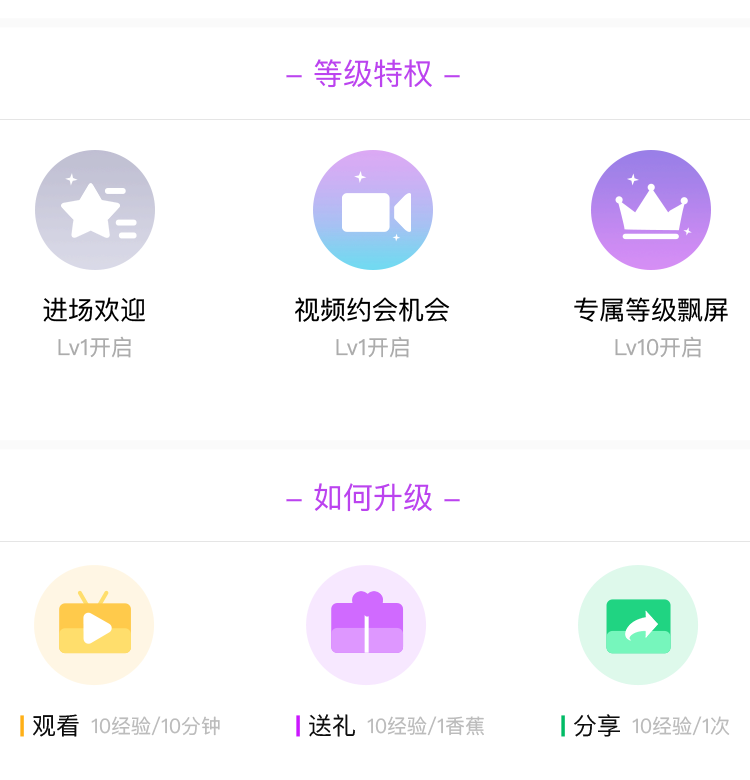 – 等级特权 –
进场欢迎 视频约会机会 专属等级飘屏
Lv1开启 Lv1开启 Lv10开启
– 如何升级 –
观看 10经验/10分钟 送礼 10经验/1香蕉 分享 10经验/1次